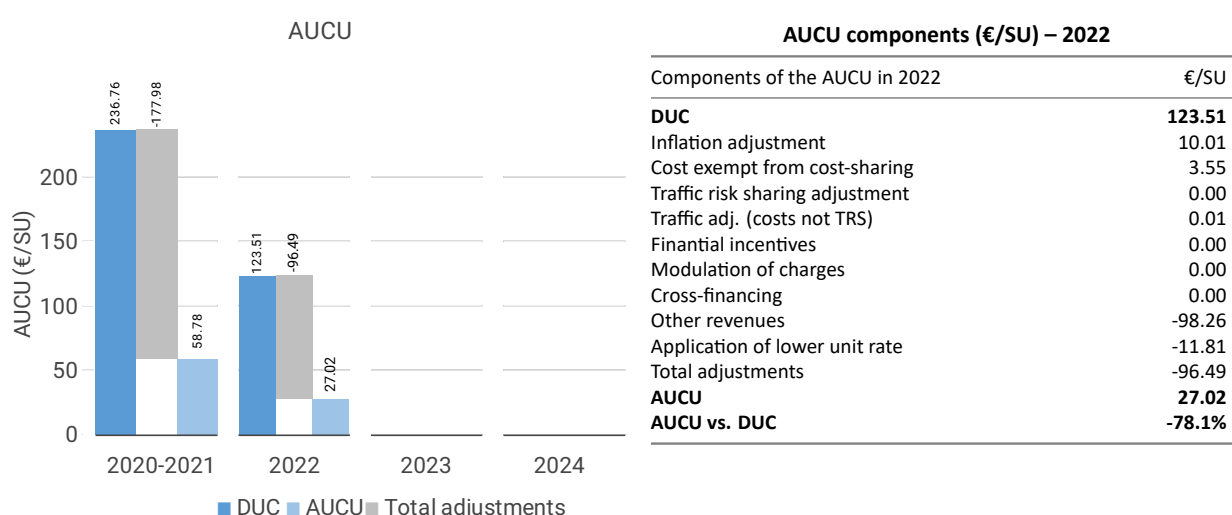 AUCU
AUCU (€/SU)
200
150
100
50
0
236.76
-177.98
58.78
123.51
-96.49
27.02
2020-2021
2022
2023
2024
DUC
AUCU
Total adjustments
AUCU components (€/SU) – 2022
Components of the AUCU in 2022 €/SU
DUC 123.51
Inflation adjustment 10.01
Cost exempt from cost-sharing 3.55
Traffic risk sharing adjustment 0.00
Traffic adj. (costs not TRS) 0.01
Finantial incentives 0.00
Modulation of charges 0.00
Cross-financing 0.00
Other revenues -98.26
Application of lower unit rate -11.81
Total adjustments -96.49
AUCU 27.02
AUCU vs. DUC -78.1%